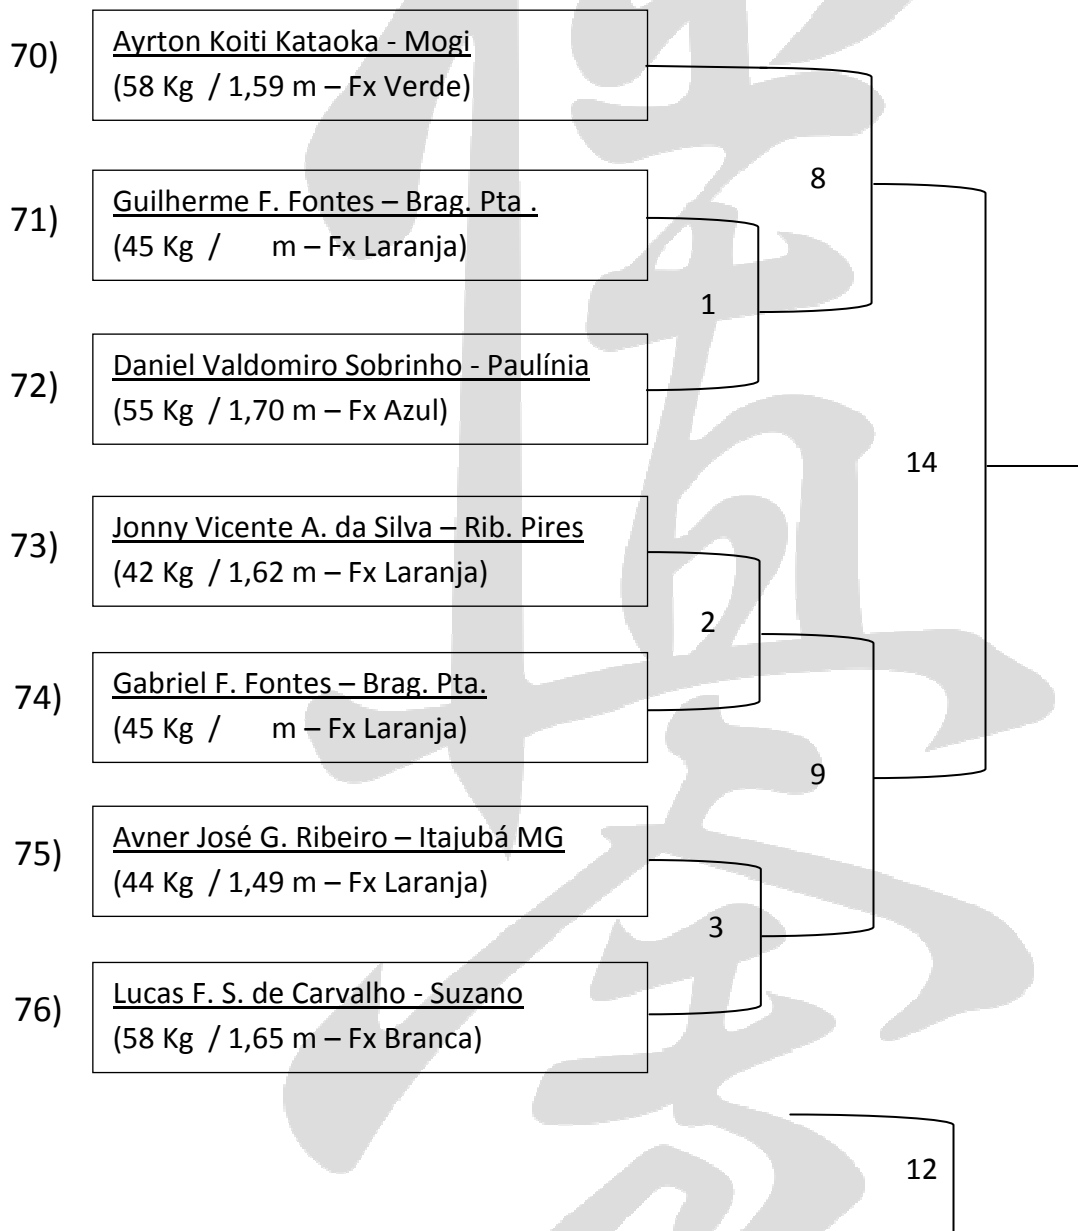 70)
Ayrton Koiti Kataoka - Mogi
(58 Kg / 1,59 m – Fx Verde)
8
71)
Guilherme F. Fontes – Brag. Pta .
(45 Kg / m – Fx Laranja)
1
72)
Daniel Valdomiro Sobrinho - Paulínia
(55 Kg / 1,70 m – Fx Azul)
14
73)
Jonny Vicente A. da Silva – Rib. Pires
(42 Kg / 1,62 m – Fx Laranja)
2
74)
Gabriel F. Fontes – Brag. Pta.
(45 Kg / m – Fx Laranja)
9
75)
Avner José G. Ribeiro – Itajubá MG
(44 Kg / 1,49 m – Fx Laranja)
3
76)
Lucas F. S. de Carvalho - Suzano
(58 Kg / 1,65 m – Fx Branca)
12